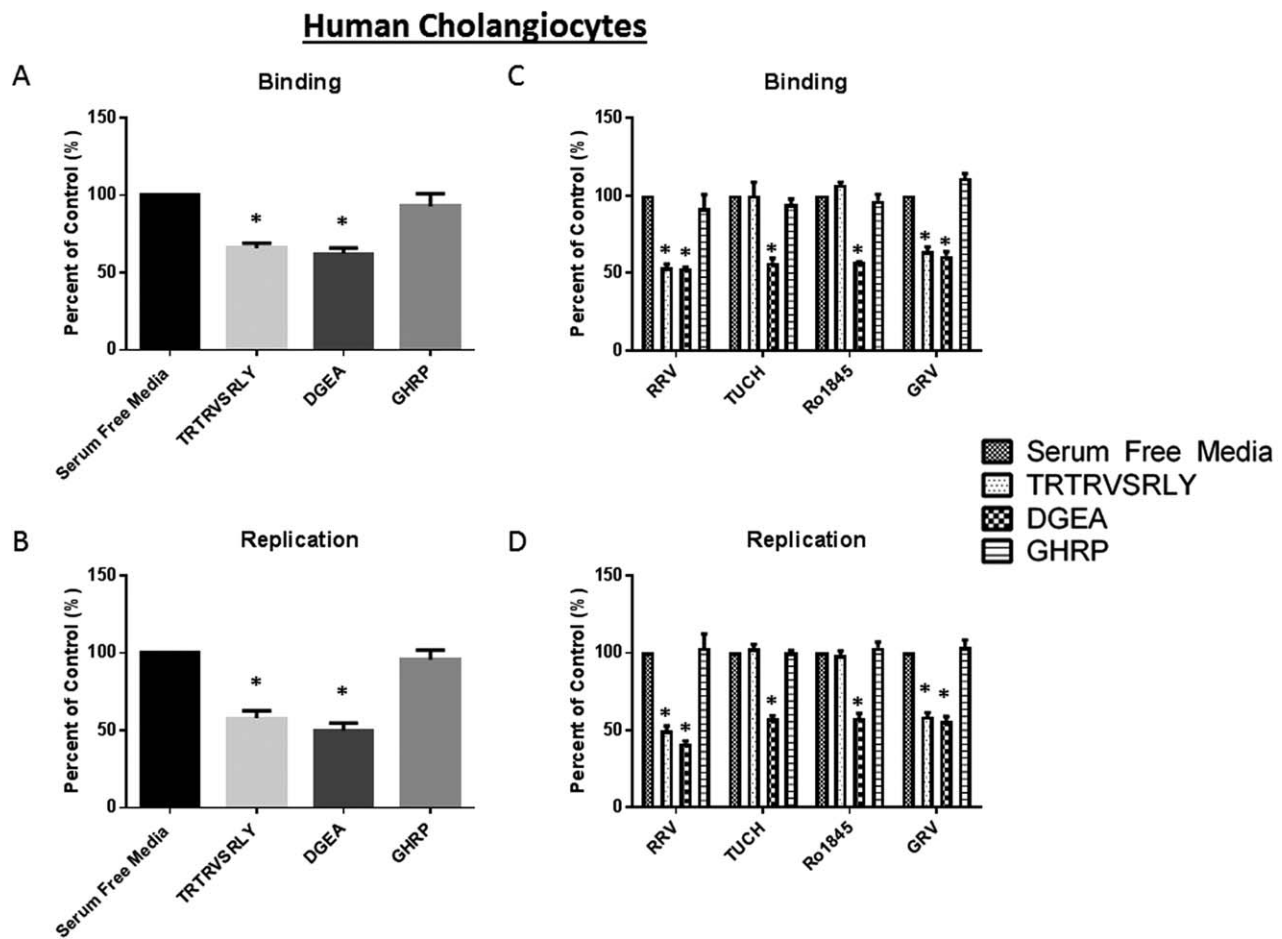 Human Cholangiocytes
A
Binding
Percent of Control (%)
150
100
50
0
*
*
Serum Free Media
TRTRVSRLY
DGEA
GHRP
C
Binding
Percent of Control (%)
150
100
50
0
* *
*
*
* *
RRV
TUCH
Ro1845
GRV
Serum Free Media
TRTRVSRLY
DGEA
GHRP
B
Replication
Percent of Control (%)
150
100
50
0
*
*
Serum Free Media
TRTRVSRLY
DGEA
GHRP
D
Replication
Percent of Control (%)
150
100
50
0
* *
*
*
* *
RRV
TUCH
Ro1845
GRV